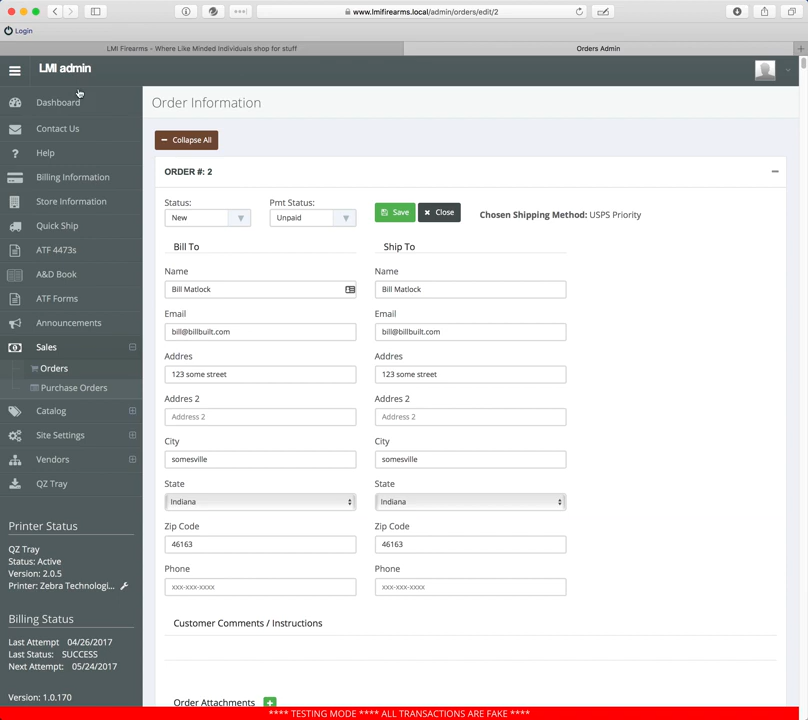 www.lmifirearms.local/admin/orders/edit/2
Login
LMI Firearms - Where Like Minded Individuals shop for stuff
Orders Admin
LMI admin
Dashboard
Contact Us
Help
Billing Information
Store Information
Quick Ship
ATF 4473s
A&D Book
ATF Forms
Announcements
Sales
Orders
Purchase Orders
Catalog
Site Settings
Vendors
QZ Tray
Printer Status
QZ Tray
Status: Active
Version: 2.0.5
Printer: Zebra Technologi...
Billing Status
Last Attempt 04/26/2017
Last Status: SUCCESS
Next Attempt: 05/24/2017
Version: 1.0.170
Order Information
Collapse All
ORDER #: 2
Status: Pmt Status:
New Unpaid Save Close Chosen Shipping Method: USPS Priority
Bill To Ship To
Name Name
Bill Matlock Bill Matlock
Email Email
bill@billbuilt.com bill@billbuilt.com
Addres Addres
123 some street 123 some street
Addres 2 Addres 2
Address 2 Address 2
City City
somesville somesville
State State
Indiana Indiana
Zip Code Zip Code
46163 46163
Phone Phone
xxx-xxx-xxxx xxx-xxx-xxxx
Customer Comments / Instructions
Order Attachments
**** TESTING MODE **** ALL TRANSACTIONS ARE FAKE ****